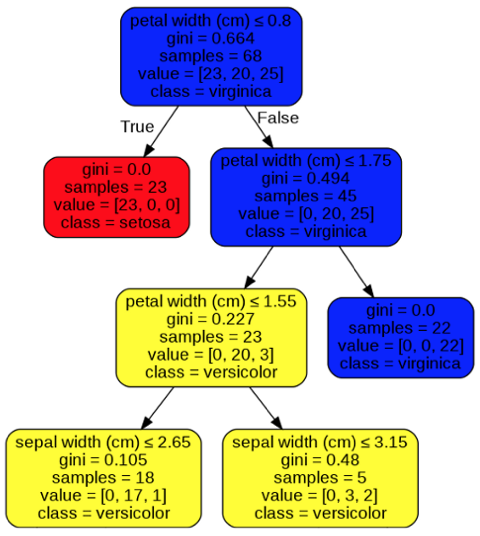 petal width (cm) ≤ 0.8
gini = 0.664
samples = 68
value = [23, 20, 25]
class = virginica
True
False
gini = 0.0
samples = 23
value = [23, 0, 0]
class = setosa
petal width (cm) ≤ 1.75
gini = 0.494
samples = 45
value = [0, 20, 25]
class = virginica
petal width (cm) ≤ 1.55
gini = 0.227
samples = 23
value = [0, 20, 3]
class = versicolor
gini = 0.0
samples = 22
value = [0, 0, 22]
class = virginica
sepal width (cm) ≤ 2.65
gini = 0.105
samples = 18
value = [0, 17, 1]
class = versicolor
sepal width (cm) ≤ 3.15
gini = 0.48
samples = 5
value = [0, 3, 2]
class = versicolor